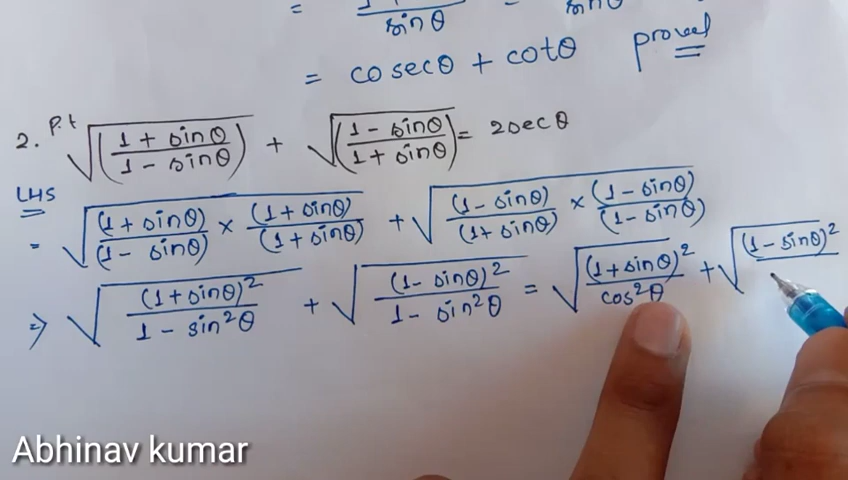 = sinθ =
= cosecθ + cotθ proved
2. P.t √((1 + sinθ)/(1 - sinθ)) + √((1 - sinθ)/(1 + sinθ)) = 2secθ
LHS
= √((1 + sinθ)/(1 - sinθ) × (1 + sinθ)/(1 + sinθ)) + √((1 - sinθ)/(1 + sinθ) × (1 - sinθ)/(1 - sinθ))
⇒ √((1 + sinθ)²/(1 - sin²θ)) + √((1 - sinθ)²/(1 - sin²θ)) = √((1 + sinθ)²/cos²θ) + √((1 - sinθ)²
Abhinav kumar